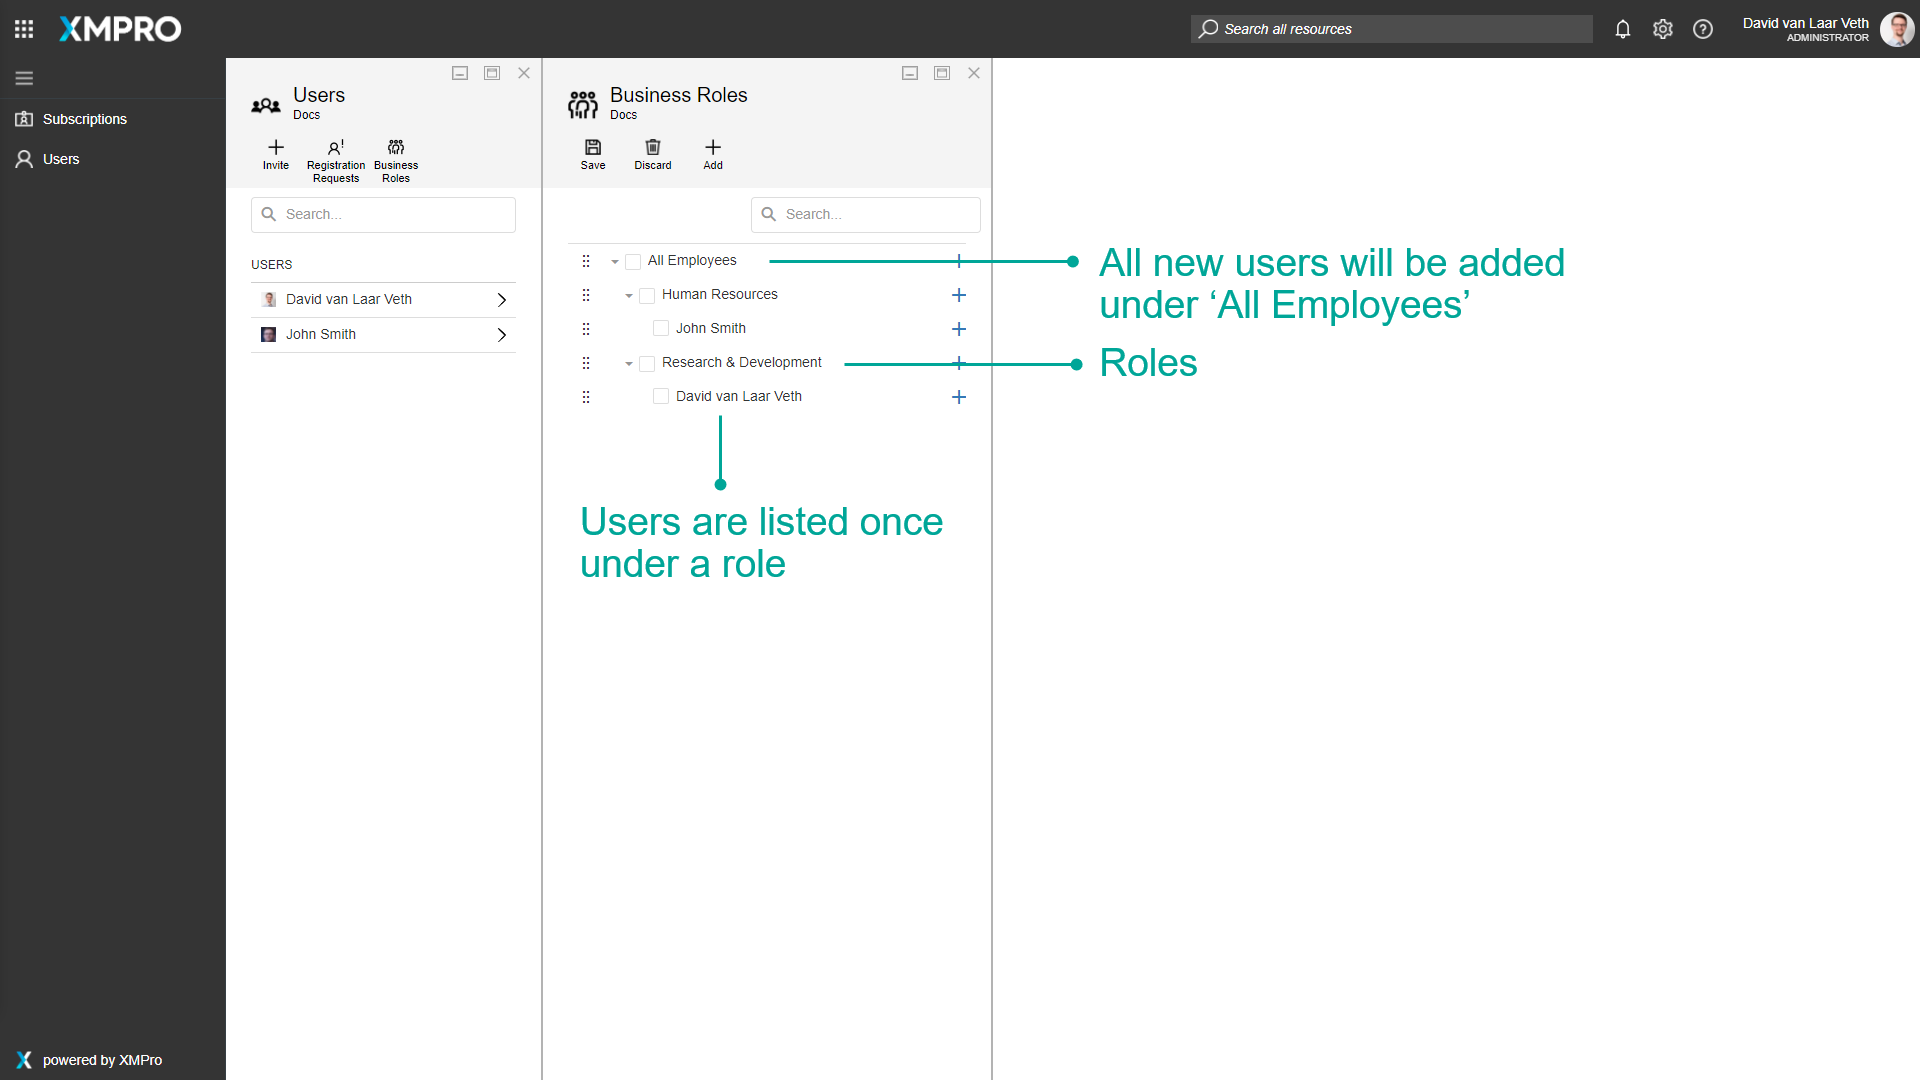 XMPRO
Search all resources
David van Laar Veth
ADMINISTRATOR
Subscriptions
Users
powered by XMPro
Users
Docs
Invite
Registration
Requests
Business
Roles
Search...
USERS
David van Laar Veth
John Smith
Business Roles
Docs
Save
Discard
Add
Search...
All Employees
Human Resources
John Smith
Research & Development
David van Laar Veth
All new users will be added
under ‘All Employees’
Roles
Users are listed once
under a role